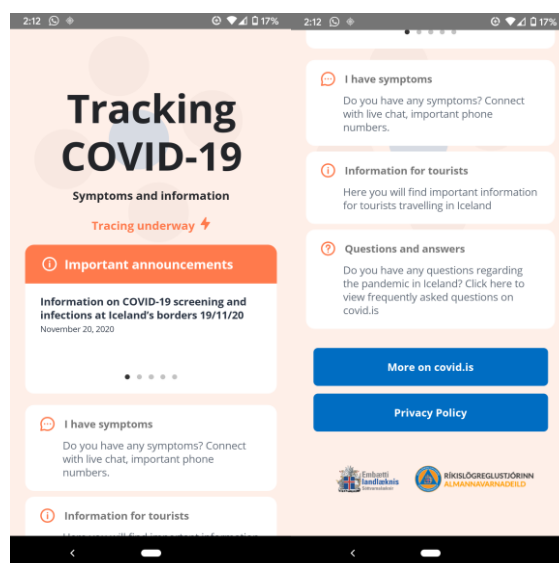 2:12 17%
Tracking
COVID-19
Symptoms and information
Tracing underway
Important announcements
Information on COVID-19 screening and
infections at Iceland's borders 19/11/20
November 20, 2020
I have symptoms
Do you have any symptoms? Connect
with live chat, important phone
numbers.
Information for tourists
2:12 17%
I have symptoms
Do you have any symptoms? Connect
with live chat, important phone
numbers.
Information for tourists
Here you will find important information
for tourists travelling in Iceland
Questions and answers
Do you have any questions regarding
the pandemic in Iceland? Click here to
view frequently asked questions on
covid.is
More on covid.is
Privacy Policy
Embætti
landlæknis
RÍKISLÖGREGLUSTJÓRINN
ALMANNAVARNADEILD